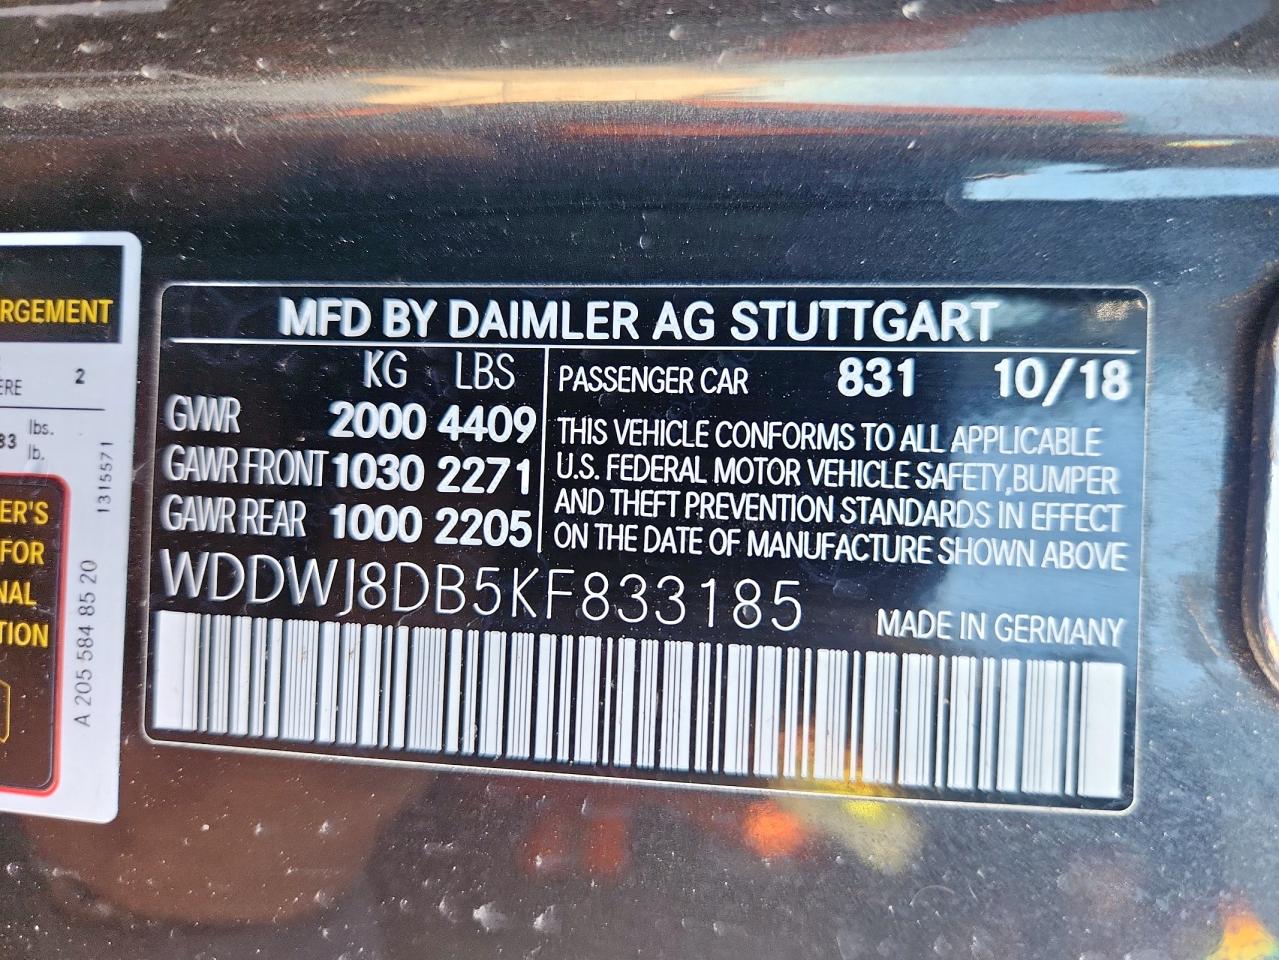 RGEMENT
ERE 2
33 lbs.
lb.
ER'S
FOR
NAL
TION
1315571
A 205 584 85 20
MFD BY DAIMLER AG STUTTGART
KG LBS
GVWR 2000 4409
GAWR FRONT 1030 2271
GAWR REAR 1000 2205
PASSENGER CAR 831 10/18
THIS VEHICLE CONFORMS TO ALL APPLICABLE
U.S. FEDERAL MOTOR VEHICLE SAFETY, BUMPER
AND THEFT PREVENTION STANDARDS IN EFFECT
ON THE DATE OF MANUFACTURE SHOWN ABOVE
WDDWJ8DB5KF833185
MADE IN GERMANY